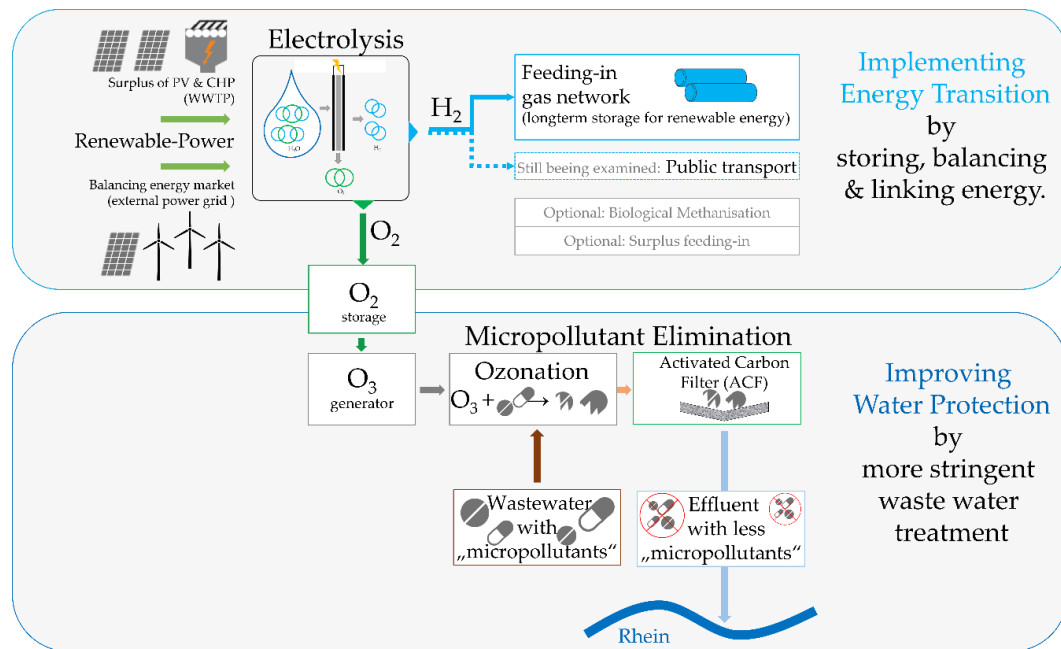 Electrolysis
Surplus of PV & CHP
(WWTP)
Renewable-Power
Balancing energy market
(external power grid )
H₂O
H₂
O₂
H₂
Feeding-in
gas network
(longterm storage for renewable energy)
Still beeing examined: Public transport
Optional: Biological Methanisation
Optional: Surplus feeding-in
Implementing
Energy Transition
by
storing, balancing
& linking energy.
O₂
O₂
storage
O₃
generator
Micropollutant Elimination
Ozonation
O₃ + →
Activated Carbon
Filter (ACF)
Wastewater
with
„micropollutants“
Effluent
with less
„micropollutants“
Rhein
Improving
Water Protection
by
more stringent
waste water
treatment